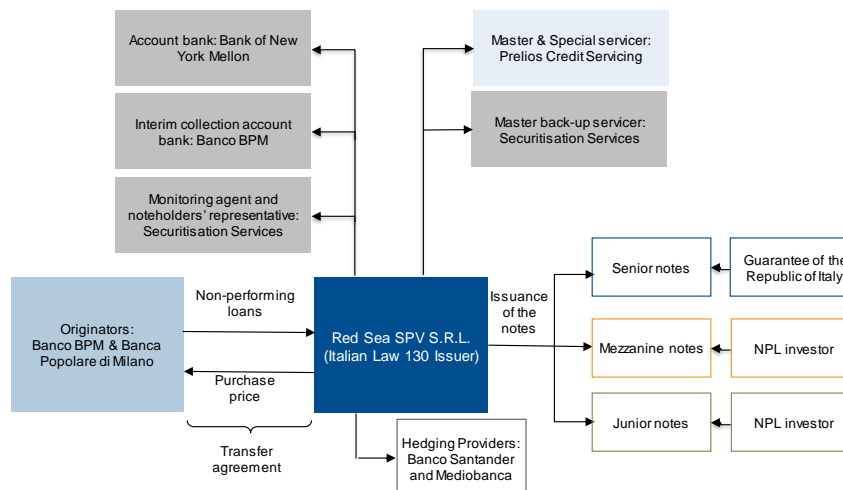 Account bank: Bank of New
York Mellon
Master & Special servicer:
Prelios Credit Servicing
Interim collection account
bank: Banco BPM
Master back-up servicer:
Securitisation Services
Monitoring agent and
noteholders' representative:
Securitisation Services
Originators:
Banco BPM & Banca
Popolare di Milano
Non-performing
loans
Purchase
price
Transfer
agreement
Red Sea SPV S.R.L.
(Italian Law 130 Issuer)
Issuance
of the
notes
Senior notes
Guarantee of the
Republic of Italy
Mezzanine notes
NPL investor
Junior notes
NPL investor
Hedging Providers:
Banco Santander
and Mediobanca